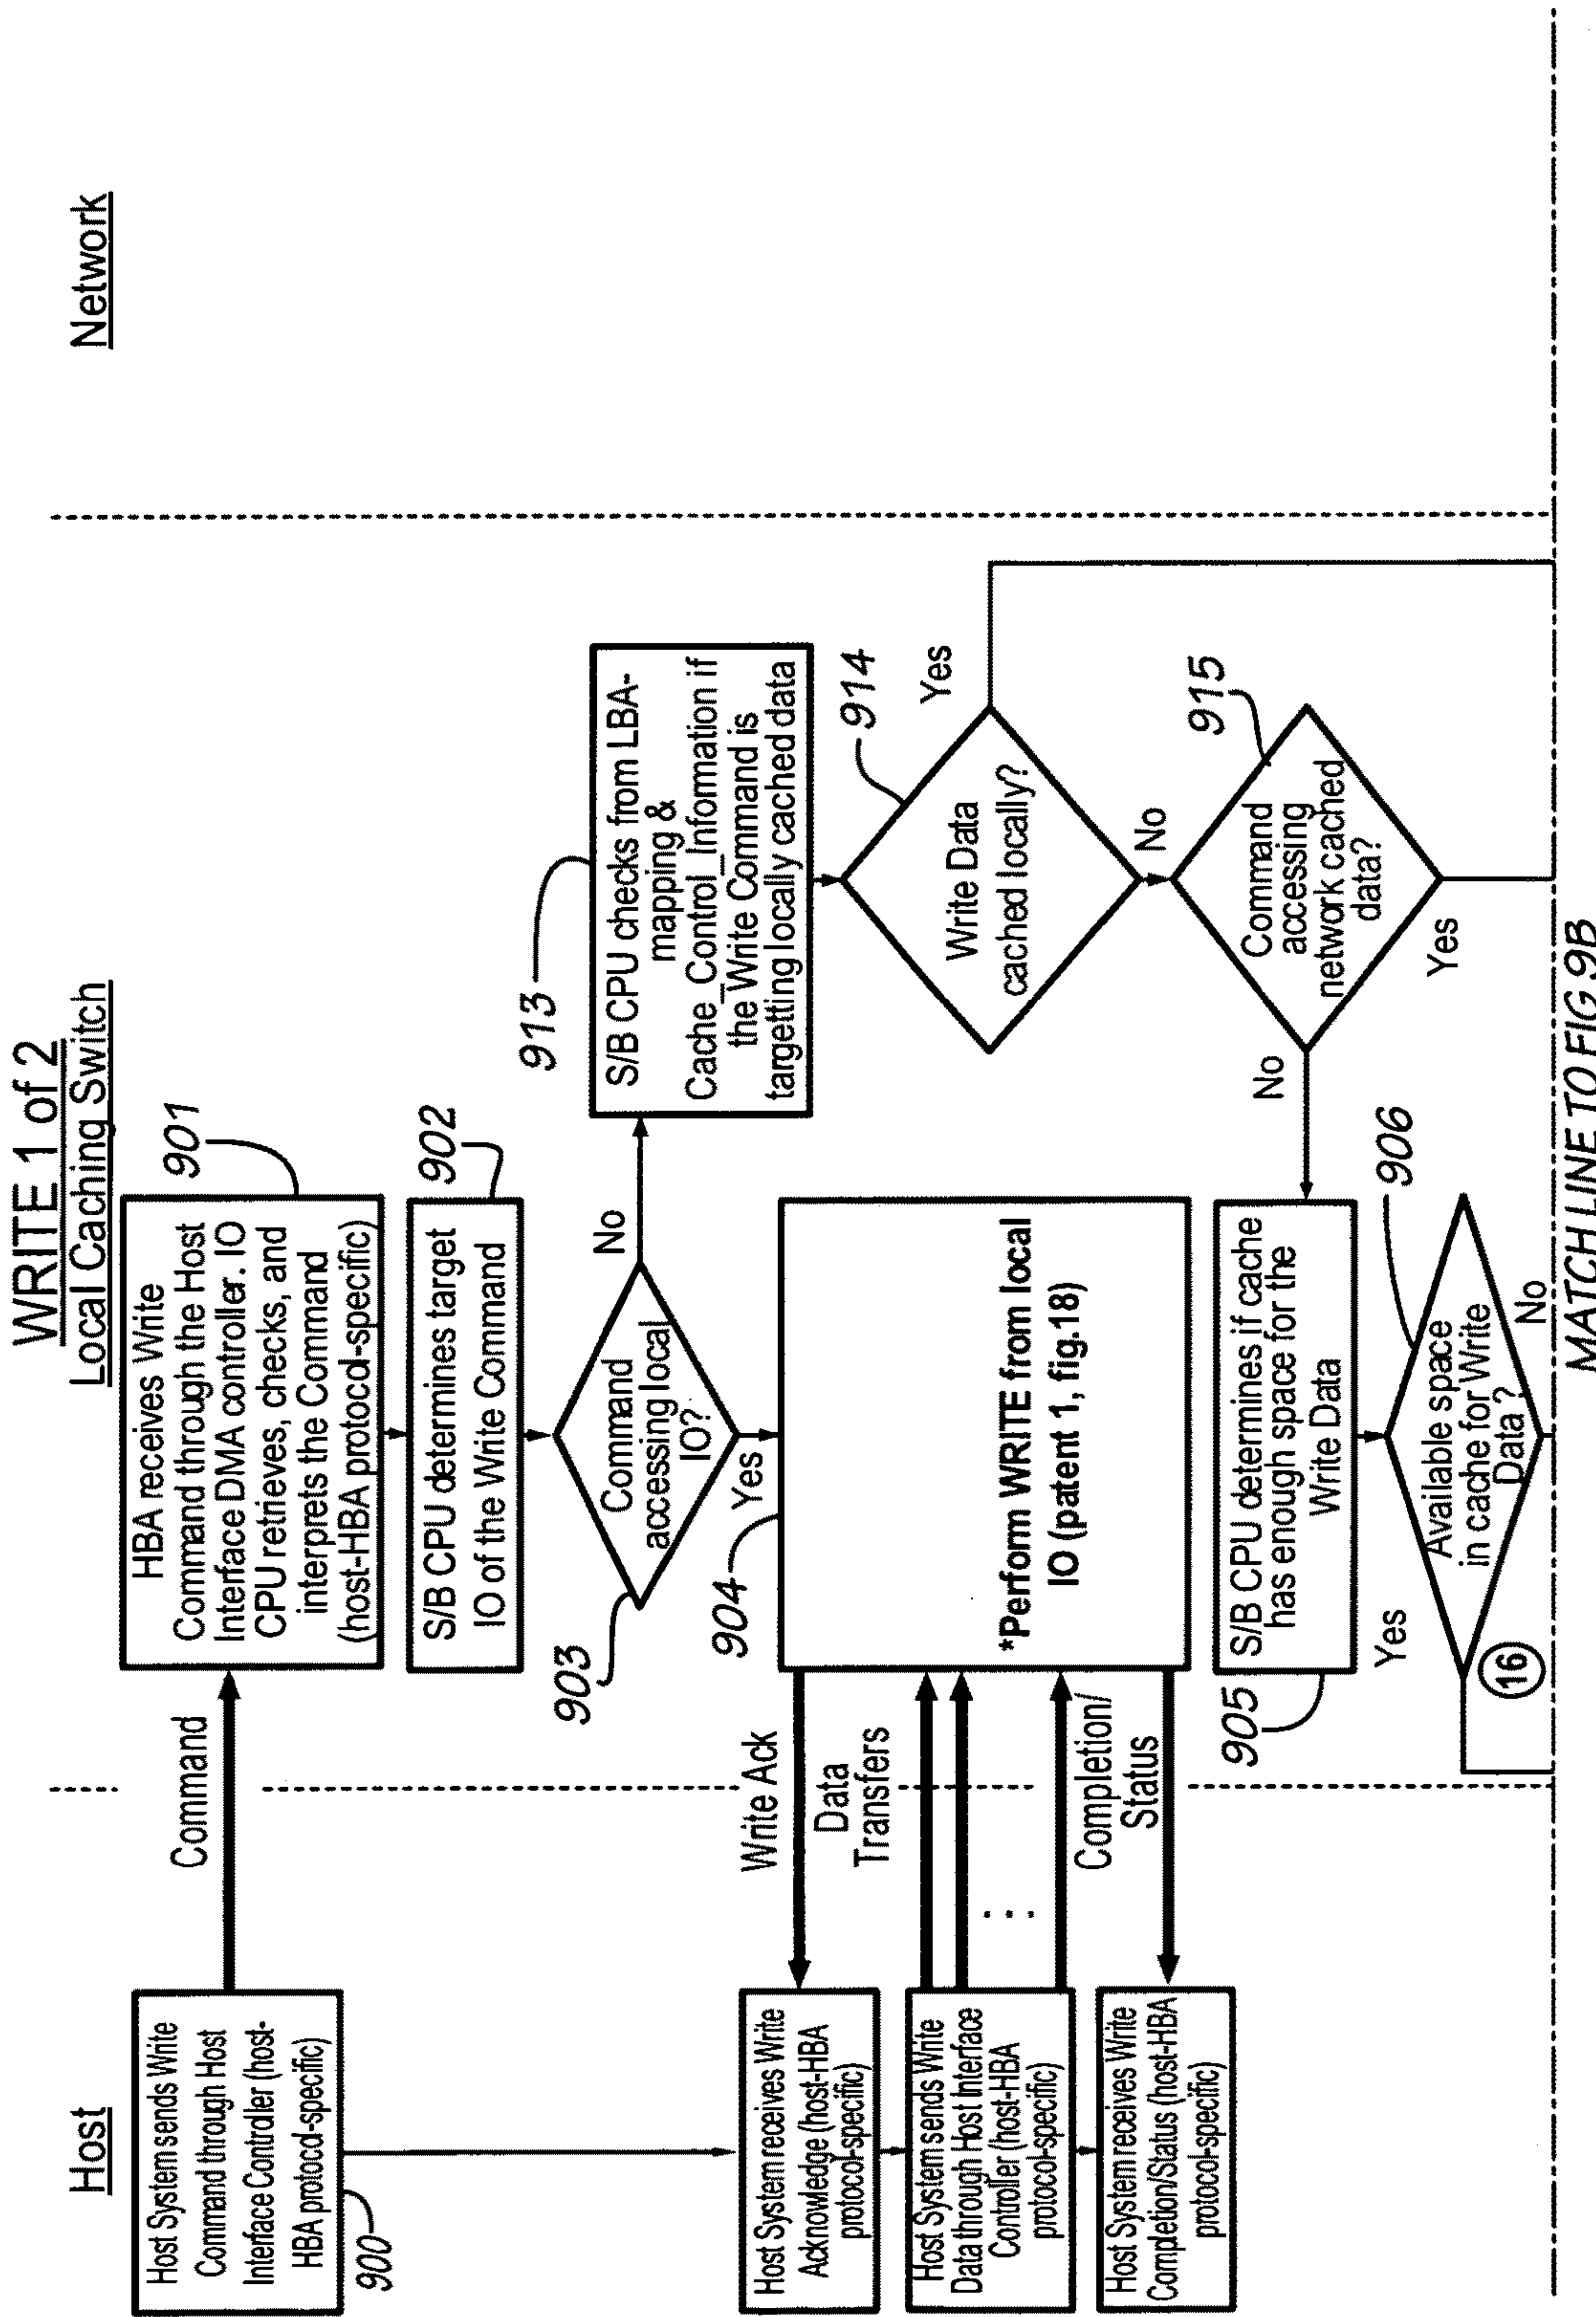 WRITE 1 of 2
Host
Local Caching Switch
Network
Host System sends Write
Command through Host
Interface Controller (host-
HBA protocol-specific)
900
Command
HBA receives Write
Command through the Host
Interface DMA controller. IO
CPU retrieves, checks, and
interprets the Command
(host-HBA protocol-specific)
901
S/B CPU determines target
IO of the Write Command
902
Command
accessing local
IO?
903
No
Yes
913
S/B CPU checks from LBA-
mapping &
Cache_Control_Information if
the Write Command is
targetting locally cached data
904
*Perform WRITE from local
IO (patent 1, fig.18)
Write Ack
Data
Transfers
Completion/
Status
Host System receives Write
Acknowledge (host-HBA
protocol-specific)
Host System sends Write
Data through Host Interface
Controller (host-HBA
protocol-specific)
Host System receives Write
Completion/Status (host-HBA
protocol-specific)
Write Data
cached locally?
914
Yes
No
Command
accessing
network cached
data?
915
No
Yes
S/B CPU determines if cache
has enough space for the
Write Data
905
Available space
in cache for Write
Data ?
906
Yes
No
16
MATCH LINE TO FIG 9B